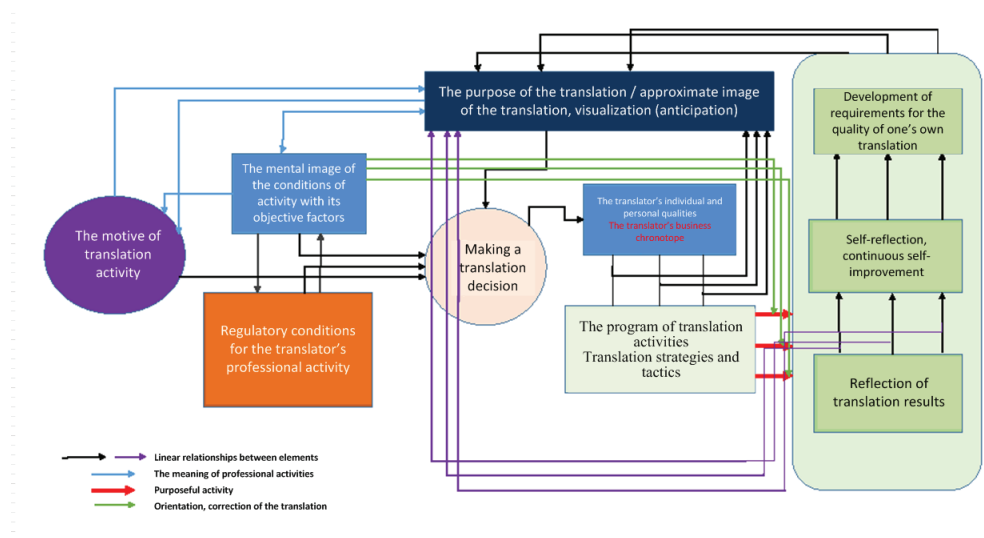 The purpose of the translation / approximate image
of the translation, visualization (anticipation)
Development of
requirements for the
quality of one’s own
translation
The mental image of
the conditions of
activity with its
objective factors
The translator’s individual and
personal qualities
The translator’s business
chronotope
The motive of
translation
activity
Making a
translation
decision
Self-reflection,
continuous self-
improvement
Regulatory conditions
for the translator’s
professional activity
The program of translation
activities
Translation strategies and
tactics
Reflection of
translation results
Linear relationships between elements
The meaning of professional activities
Purposeful activity
Orientation, correction of the translation